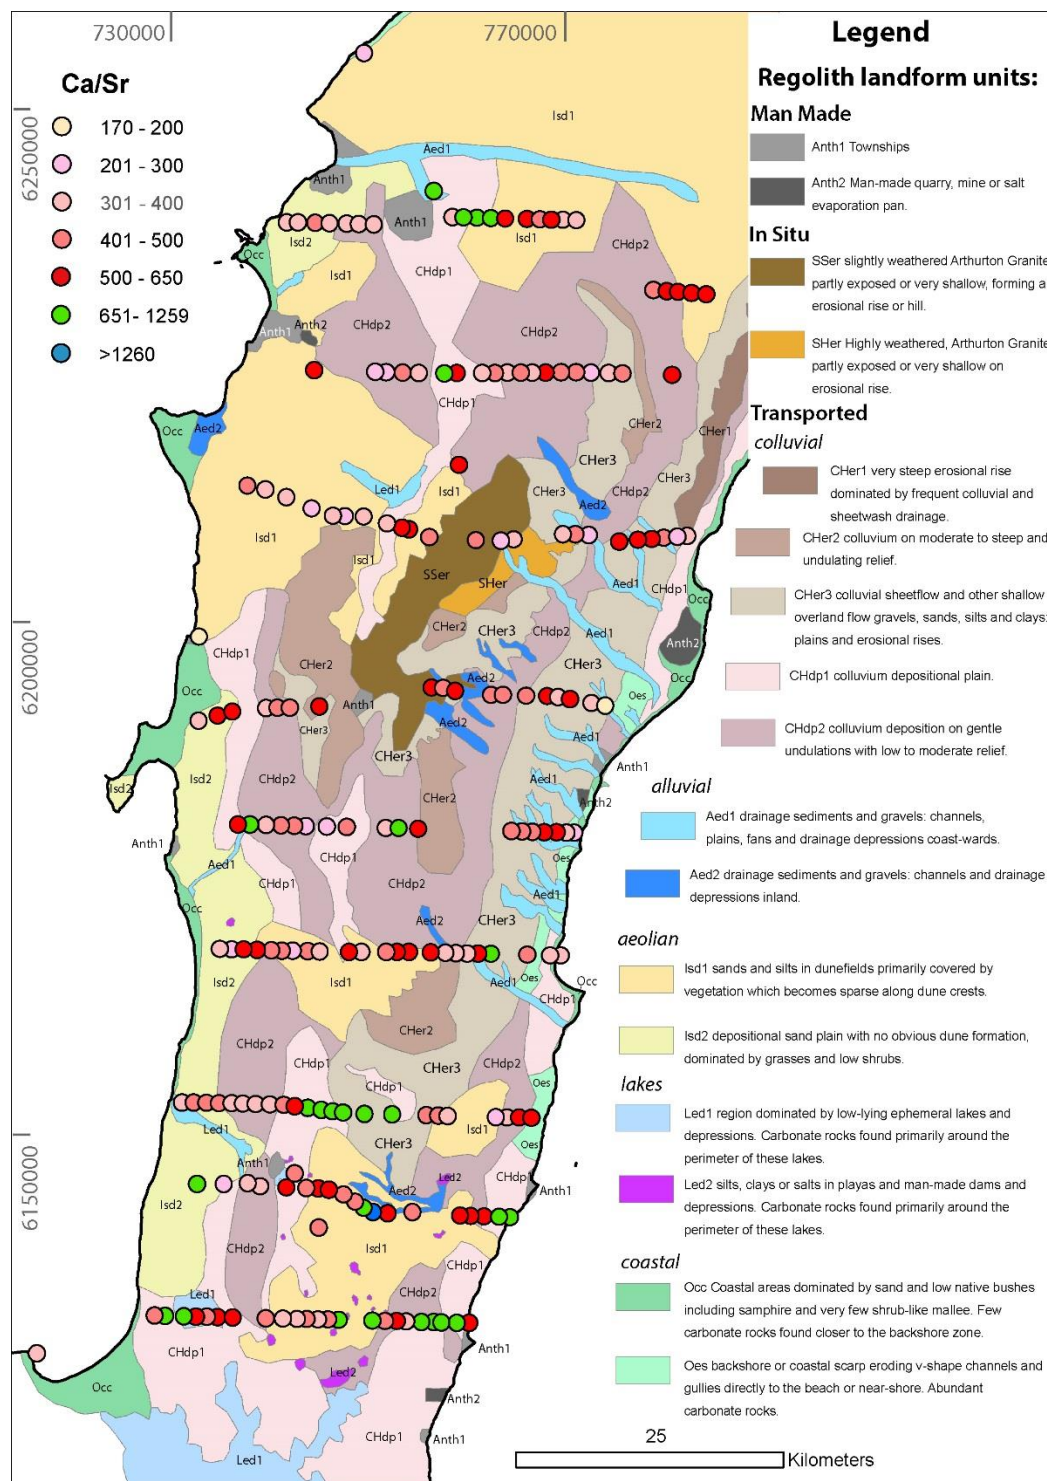 730000
770000
6250000
6200000
6150000
Ca/Sr
170 - 200
201 - 300
301 - 400
401 - 500
500 - 650
651- 1259
>1260
Legend
Regolith landform units:
Man Made
Anth1 Townships
Anth2 Man-made quarry, mine or salt
evaporation pan.
In Situ
SSer slightly weathered Arthurton Granite
partly exposed or very shallow, forming a
erosional rise or hill.
SHer Highly weathered, Arthurton Granite
partly exposed or very shallow on
erosional rise.
Transported
colluvial
CHer1 very steep erosional rise
dominated by frequent colluvial and
sheetwash drainage.
CHer2 colluvium on moderate to steep and
undulating relief.
CHer3 colluvial sheetflow and other shallow
overland flow gravels, sands, silts and clays:
plains and erosional rises.
CHdp1 colluvium depositional plain.
CHdp2 colluvium deposition on gentle
undulations with low to moderate relief.
alluvial
Aed1 drainage sediments and gravels: channels,
plains, fans and drainage depressions coast-wards.
Aed2 drainage sediments and gravels: channels and drainage
depressions inland.
aeolian
Isd1 sands and silts in dunefields primarily covered by
vegetation which becomes sparse along dune crests.
Isd2 depositional sand plain with no obvious dune formation,
dominated by grasses and low shrubs.
lakes
Led1 region dominated by low-lying ephemeral lakes and
depressions. Carbonate rocks found primarily around the
perimeter of these lakes.
Led2 silts, clays or salts in playas and man-made dams and
depressions. Carbonate rocks found primarily around the
perimeter of these lakes.
coastal
Occ Coastal areas dominated by sand and low native bushes
including samphire and very few shrub-like mallee. Few
carbonate rocks found closer to the backshore zone.
Oes backshore or coastal scarp eroding v-shape channels and
gullies directly to the beach or near-shore. Abundant
carbonate rocks.
25
Kilometers
Isd1
Aed1
Anth1
Anth1
Isd2
Isd1
Occ
Isd1
CHdp1
CHdp2
Anth1
Anth2
CHdp2
CHdp2
CHdp1
Occ
Aed2
CHer2
CHer1
CHer3
CHer3
CHer3
Led1
Isd1
Aed2
CHdp2
Isd1
Isd1
SSer
SHer
Aed1
CHdp1
Occ
CHer2
CHer3
CHdp2
Aed1
Anth2
CHdp1
CHer2
CHer3
Occ
Aed2
Oes
Occ
Anth1
Aed2
CHer3
CHer3
Aed1
Isd2
Isd2
CHdp2
CHer2
Aed1
Anth1
Anth2
Anth1
Aed1
CHdp1
CHdp1
Oes
CHdp2
Occ
Aed2
CHer3
Aed1
Isd2
Isd1
Aed1
Oes
CHdp1
Occ
CHer2
CHdp2
CHdp1
CHdp1
CHer3
CHdp2
Oes
Led1
CHer3
Isd1
Oes
Anth1
Isd2
Aed2
Led2
CHdp1
Anth1
CHdp2
Isd1
CHdp1
Led1
CHdp2
CHdp1
Anth1
Occ
Led2
Anth2
Led1
CHdp1
Anth1